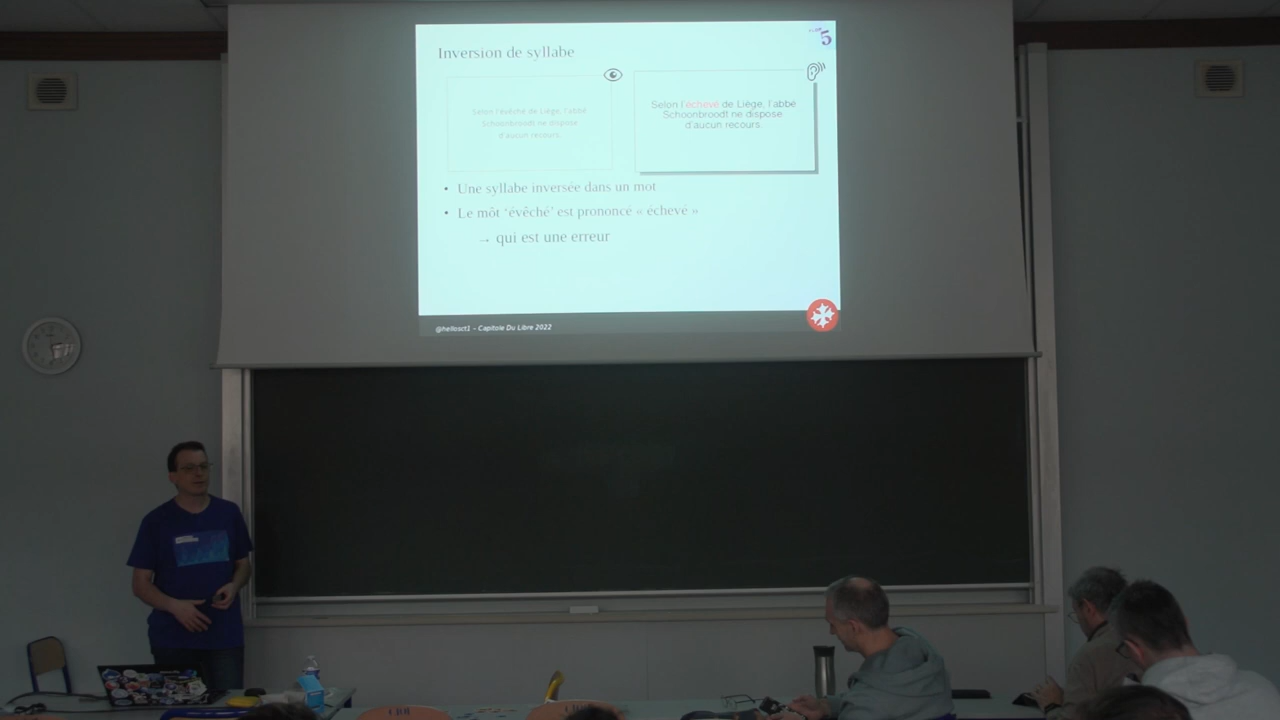 Inversion de syllabe
5
Selon l'évêché de Liège, l'abbé
Schoonbroodt ne dispose
d'aucun recours
Selon l'échevé de Liège, l'abbé
Schoonbroodt ne dispose
d'aucun recours
• Une syllabe inversée dans un mot
• Le môt ‘évêché’ est prononcé « échevé »
→ qui est une erreur
@hellosct1 – Capitole Du Libre 2022